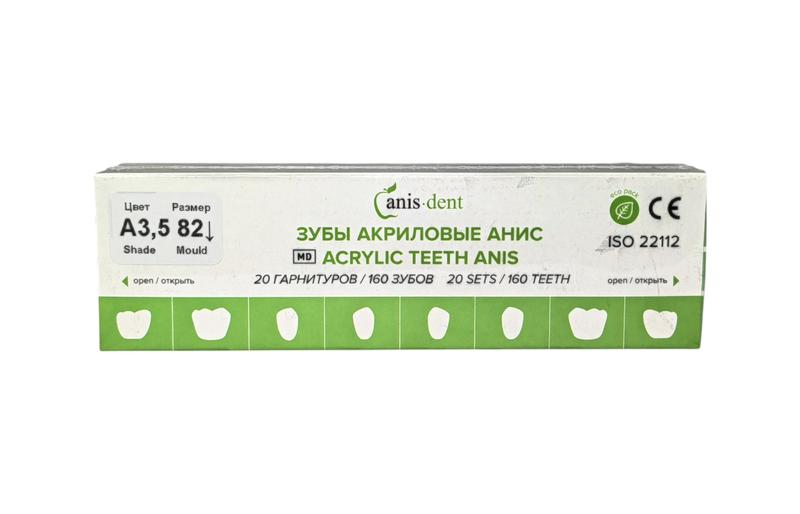 Цвет Размер
А3,5 82↓
Shade Mould
anis·dent
ЗУБЫ АКРИЛОВЫЕ АНИС
MD ACRYLIC TEETH ANIS
20 ГАРНИТУРОВ / 160 ЗУБОВ 20 SETS / 160 TEETH
eco pack
CE
ISO 22112
open / открыть
open / открыть